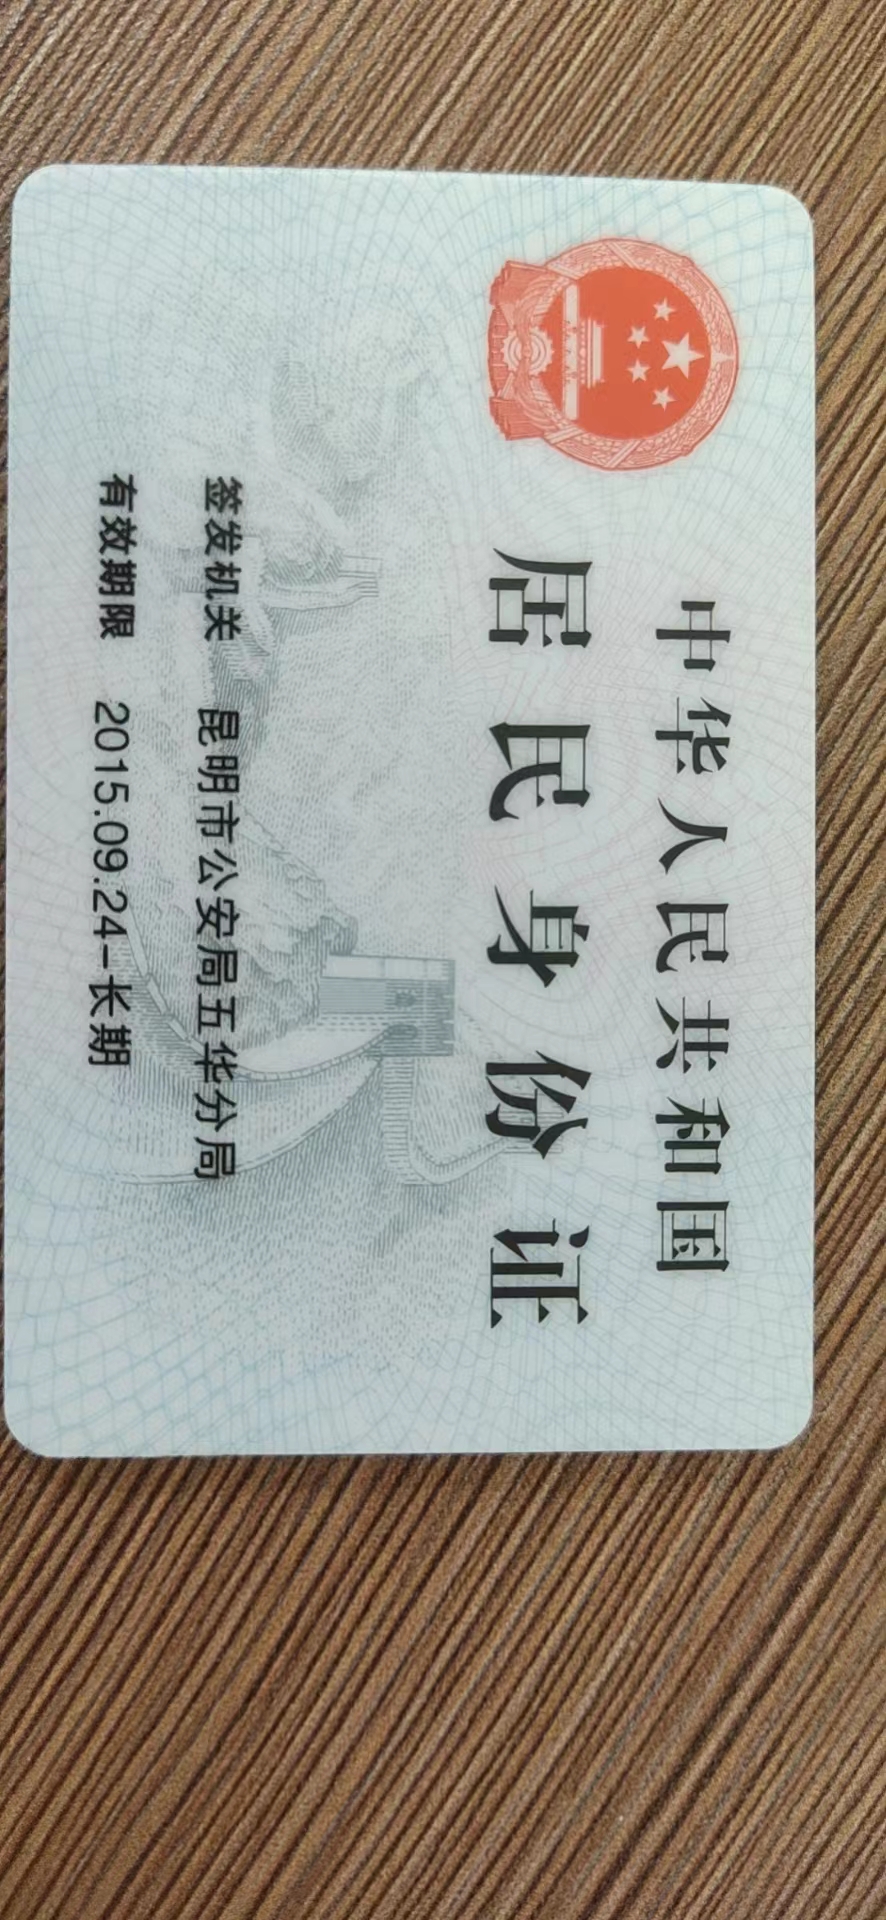 中华人民共和国
居民身份证
签发机关 昆明市公安局五华分局
有效期限 2015.09.24-长期